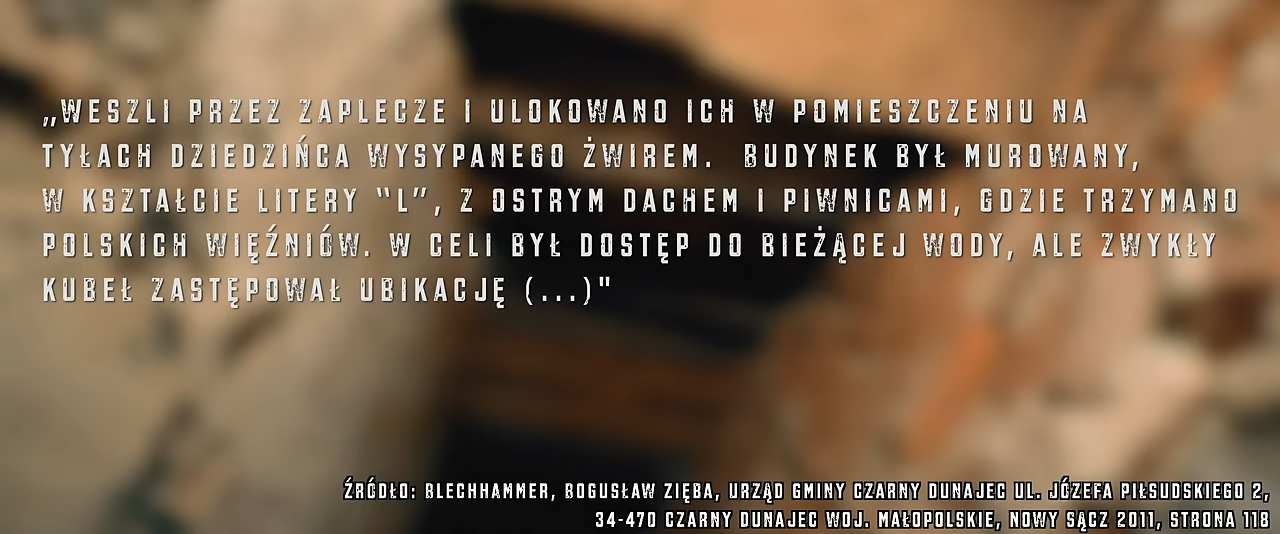 „WESZLI PRZEZ ZAPLECZE I ULOKOWANO ICH W POMIESZCZENIU NA
TYŁACH DZIEDZIŃCA WYSYPANEGO ŻWIREM. BUDYNEK BYŁ MUROWANY,
W KSZTAŁCIE LITERY “L”, Z OSTRYM DACHEM I PIWNICAMI, GDZIE TRZYMANO
POLSKICH WIĘŹNIÓW. W CELI BYŁ DOSTĘP DO BIEŻĄCEJ WODY, ALE ZWYKŁY
KUBEŁ ZASTĘPOWAŁ UBIKACJĘ (...)"
ŹRÓDŁO: BLECHHAMMER, BOGUSŁAW ZIĘBA, URZĄD GMINY CZARNY DUNAJEC UL. JÓZEFA PIŁSUDSKIEGO 2,
34-470 CZARNY DUNAJEC WOJ. MAŁOPOLSKIE, NOWY SĄCZ 2011, STRONA 118